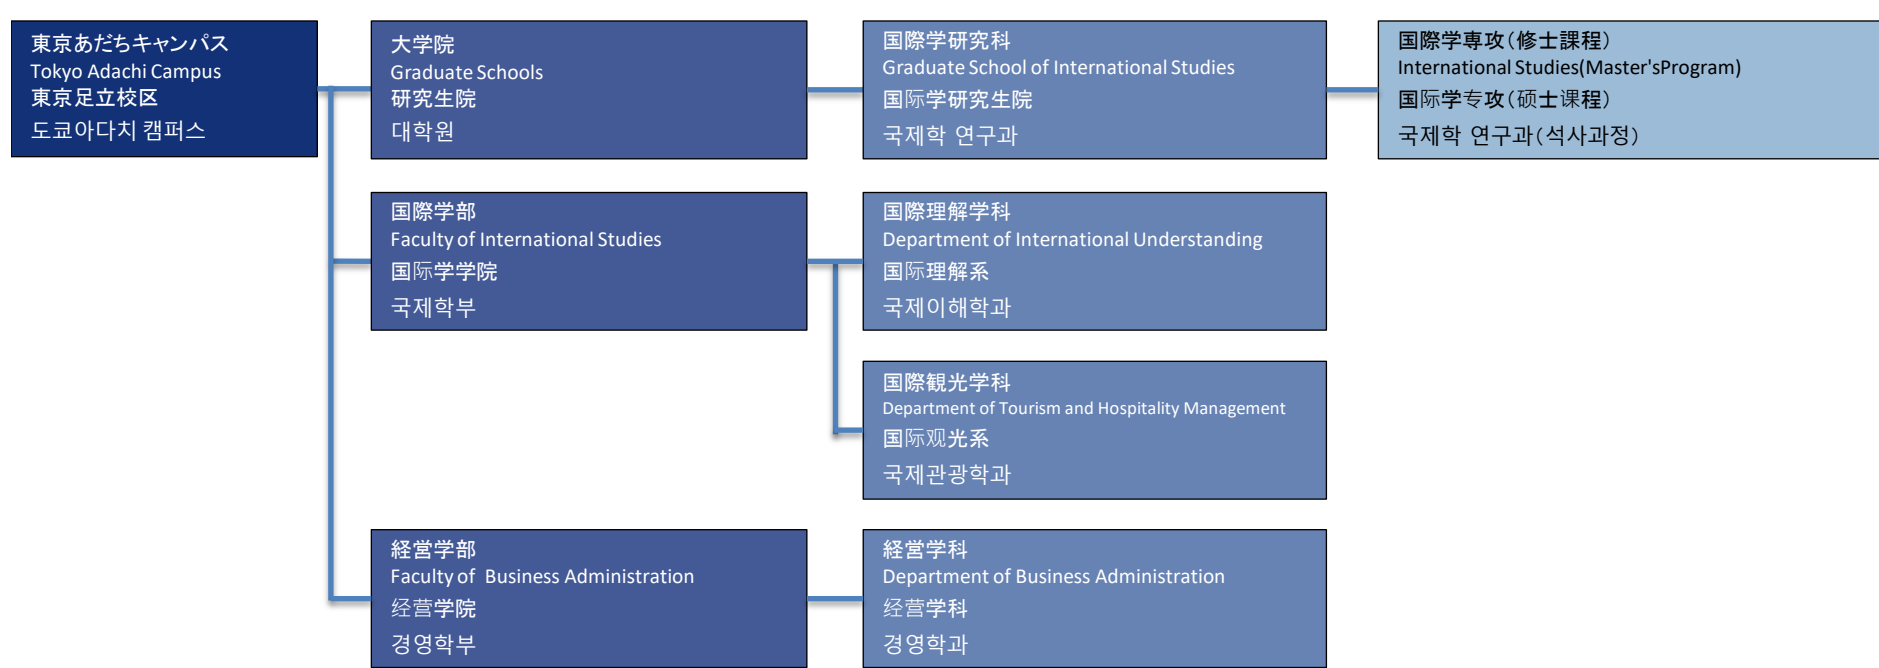 東京あだちキャンパス
Tokyo Adachi Campus
東京足立校区
도쿄아다치 캠퍼스
大学院
Graduate Schools
研究生院
대학원
国際学研究科
Graduate School of International Studies
国际学研究生院
국제학 연구과
国際学専攻(修士課程)
International Studies(Master'sProgram)
国际学专攻(硕士课程)
국제학 연구과(석사과정)
国際学部
Faculty of International Studies
国际学学院
국제학부
国際理解学科
Department of International Understanding
国际理解系
국제이해학과
国際観光学科
Department of Tourism and Hospitality Management
国际观光系
국제관광학과
経営学部
Faculty of Business Administration
经营学院
경영학부
経営学科
Department of Business Administration
经营学科
경영학과